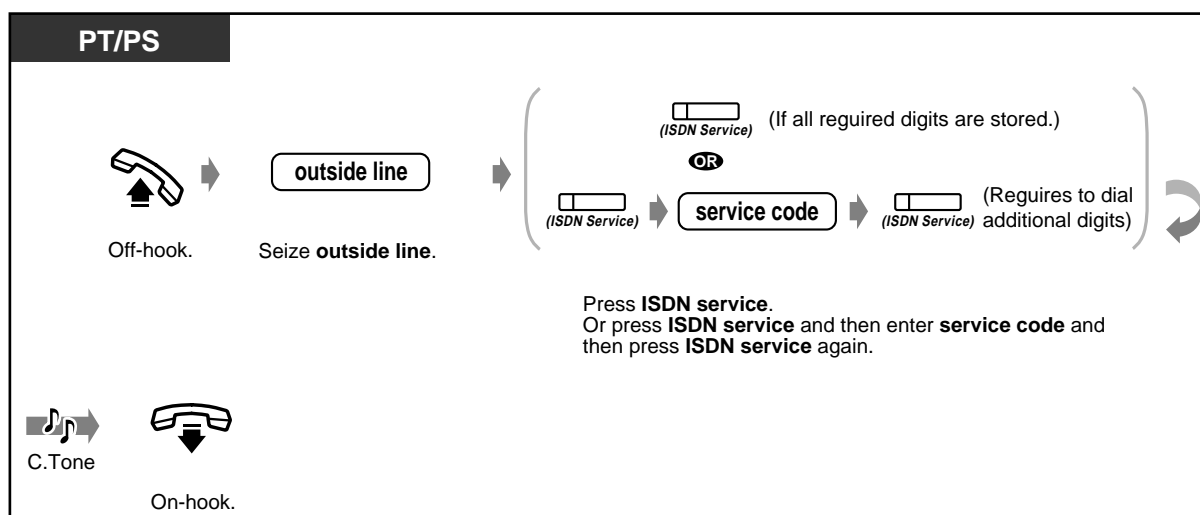 PT/PS
(ISDN Service) (If all reguired digits are stored.)
OR
outside line
(ISDN Service) service code (ISDN Service) (Reguires to dial
additional digits)
Off-hook. Seize outside line.
Press ISDN service.
Or press ISDN service and then enter service code and
then press ISDN service again.
C.Tone
On-hook.